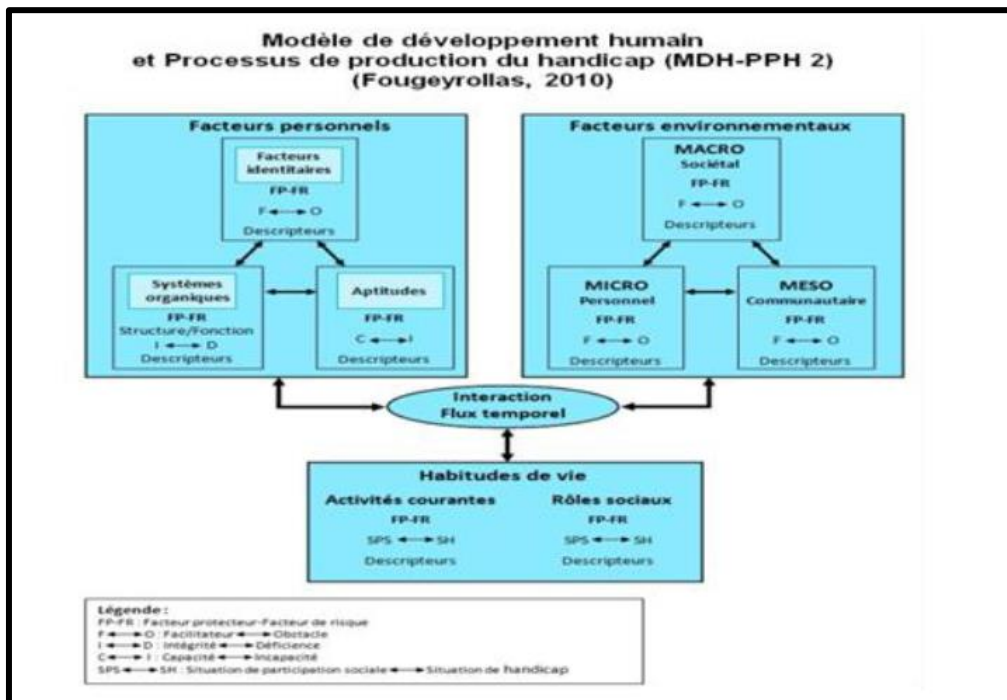 Modèle de développement humain
et Processus de production du handicap (MDH-PPH 2)
(Fougeyrollas, 2010)
Facteurs personnels
Facteurs identitaires
FP-FR
F ↔ O
Descripteurs
Systèmes organiques
FP-FR
Structure/Fonction
I ↔ D
Descripteurs
Aptitudes
FP-FR
C ↔ I
Descripteurs
Facteurs environnementaux
MACRO
Sociétal
FP-FR
F ↔ O
Descripteurs
MICRO
Personnel
FP-FR
F ↔ O
Descripteurs
MESO
Communautaire
FP-FR
F ↔ O
Descripteurs
Interaction
Flux temporel
Habitudes de vie
Activités courantes
FP-FR
SPS ↔ SH
Descripteurs
Rôles sociaux
FP-FR
SPS ↔ SH
Descripteurs
Légende :
FP-FR : Facteur protecteur-Facteur de risque
F ↔ O : Facilitateur ↔ Obstacle
I ↔ D : Intégrité ↔ Déficience
C ↔ I : Capacité ↔ Incapacité
SPS ↔ SH : Situation de participation sociale ↔ Situation de handicap